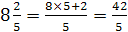 8 2/5 = (8×5+2)/5 = 42/5